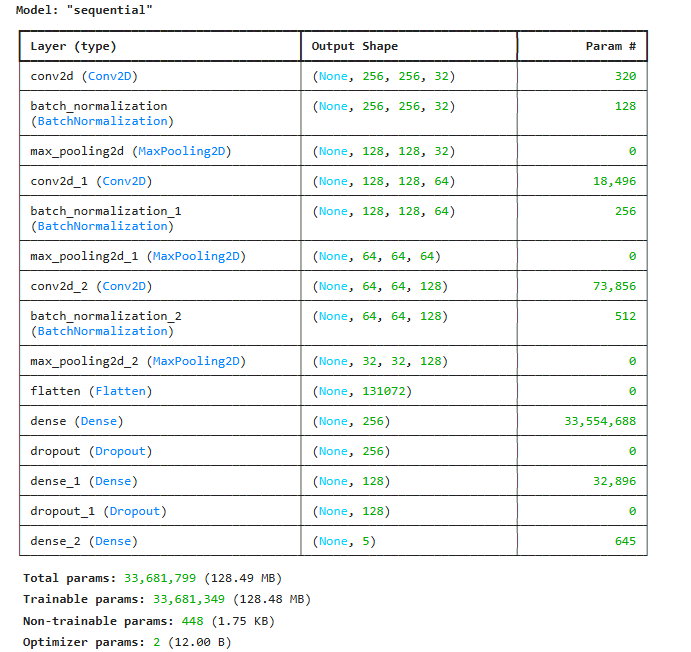 Model: "sequential"
Layer (type) Output Shape Param #
conv2d (Conv2D) (None, 256, 256, 32) 320
batch_normalization (None, 256, 256, 32) 128
(BatchNormalization)
max_pooling2d (MaxPooling2D) (None, 128, 128, 32) 0
conv2d_1 (Conv2D) (None, 128, 128, 64) 18,496
batch_normalization_1 (None, 128, 128, 64) 256
(BatchNormalization)
max_pooling2d_1 (MaxPooling2D) (None, 64, 64, 64) 0
conv2d_2 (Conv2D) (None, 64, 64, 128) 73,856
batch_normalization_2 (None, 64, 64, 128) 512
(BatchNormalization)
max_pooling2d_2 (MaxPooling2D) (None, 32, 32, 128) 0
flatten (Flatten) (None, 131072) 0
dense (Dense) (None, 256) 33,554,688
dropout (Dropout) (None, 256) 0
dense_1 (Dense) (None, 128) 32,896
dropout_1 (Dropout) (None, 128) 0
dense_2 (Dense) (None, 5) 645
Total params: 33,681,799 (128.49 MB)
Trainable params: 33,681,349 (128.48 MB)
Non-trainable params: 448 (1.75 KB)
Optimizer params: 2 (12.00 B)